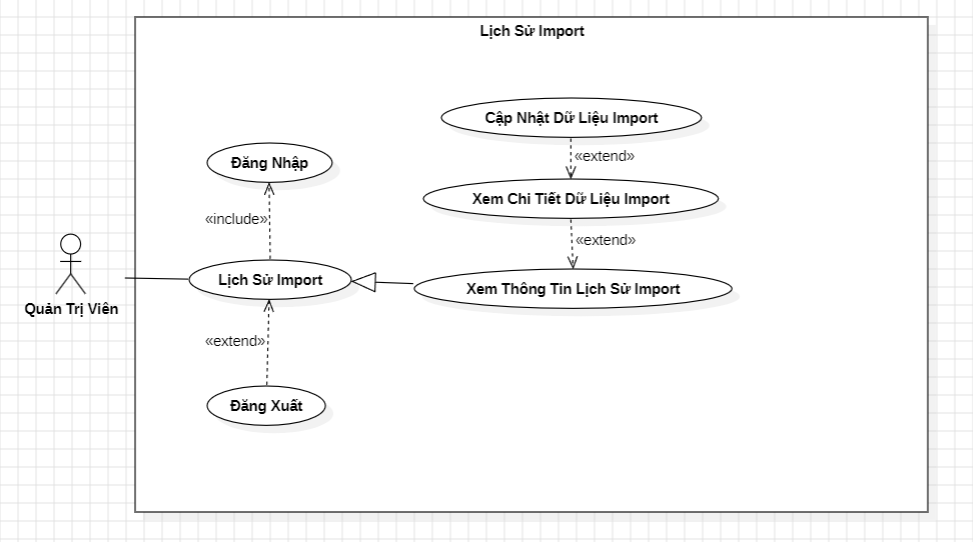 Lịch Sử Import
Cập Nhật Dữ Liệu Import
«extend»
Đăng Nhập
Xem Chi Tiết Dữ Liệu Import
«include»
«extend»
Lịch Sử Import
Xem Thông Tin Lịch Sử Import
Quản Trị Viên
«extend»
Đăng Xuất